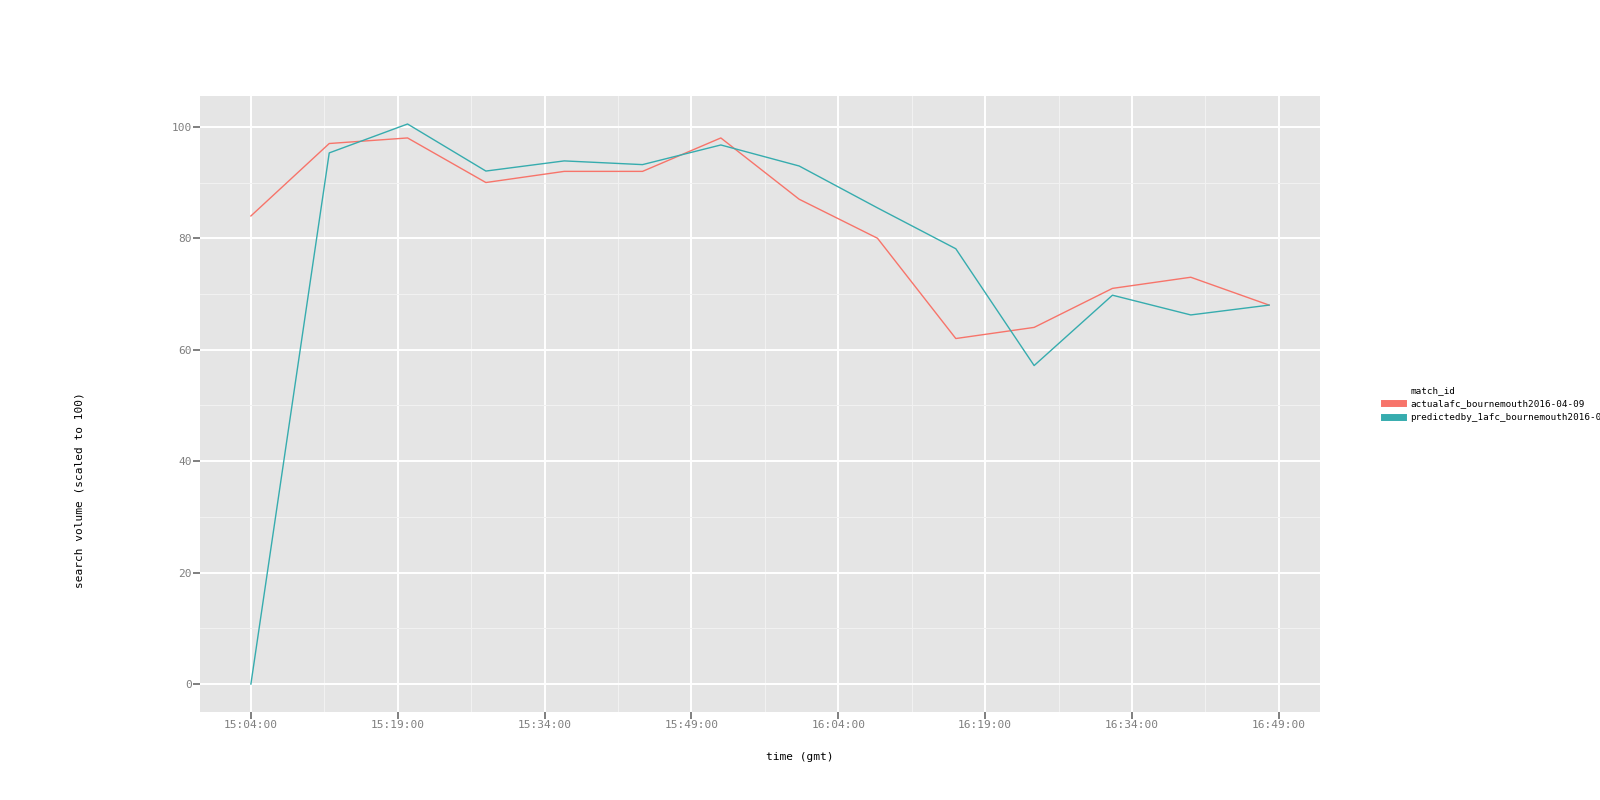 100
80
60
40
20
0
search volume (scaled to 100)
15:04:00 15:19:00 15:34:00 15:49:00 16:04:00 16:19:00 16:34:00 16:49:00
time (gmt)
match_id
actualafc_bournemouth2016-04-09
predictedby_1afc_bournemouth2016-0